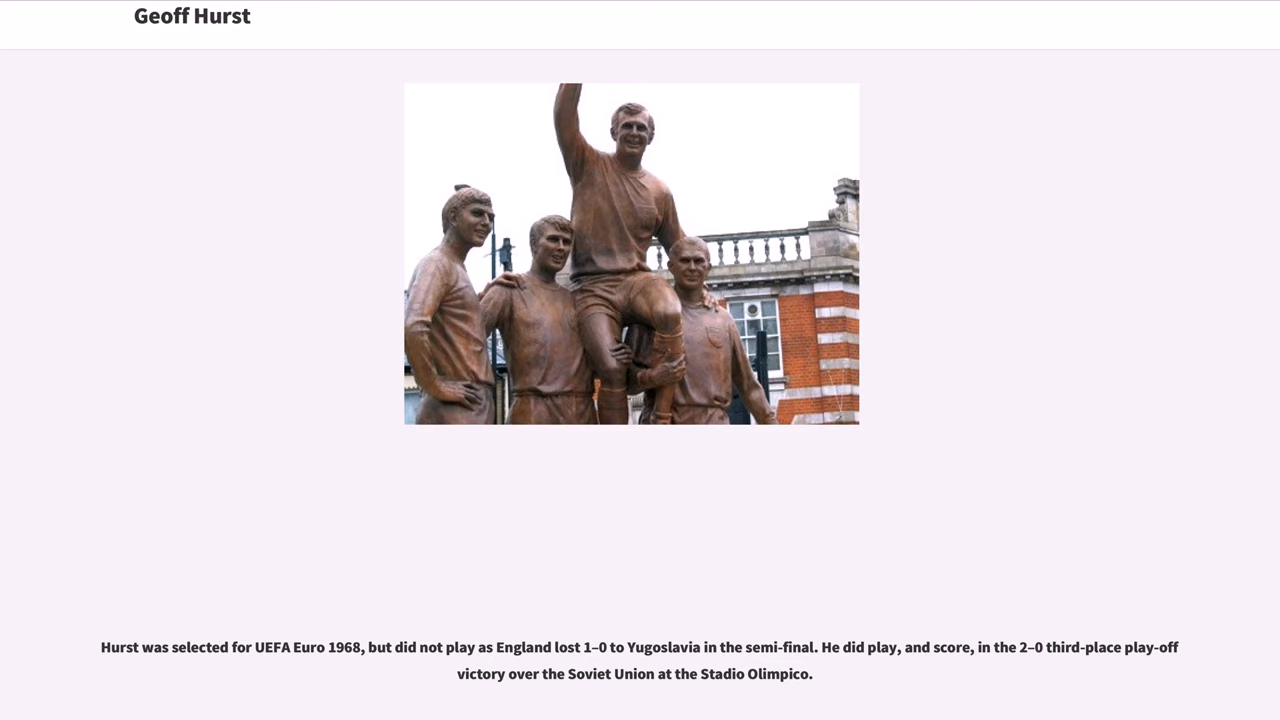 Geoff Hurst
Hurst was selected for UEFA Euro 1968, but did not play as England lost 1–0 to Yugoslavia in the semi-final. He did play, and score, in the 2–0 third-place play-off
victory over the Soviet Union at the Stadio Olimpico.